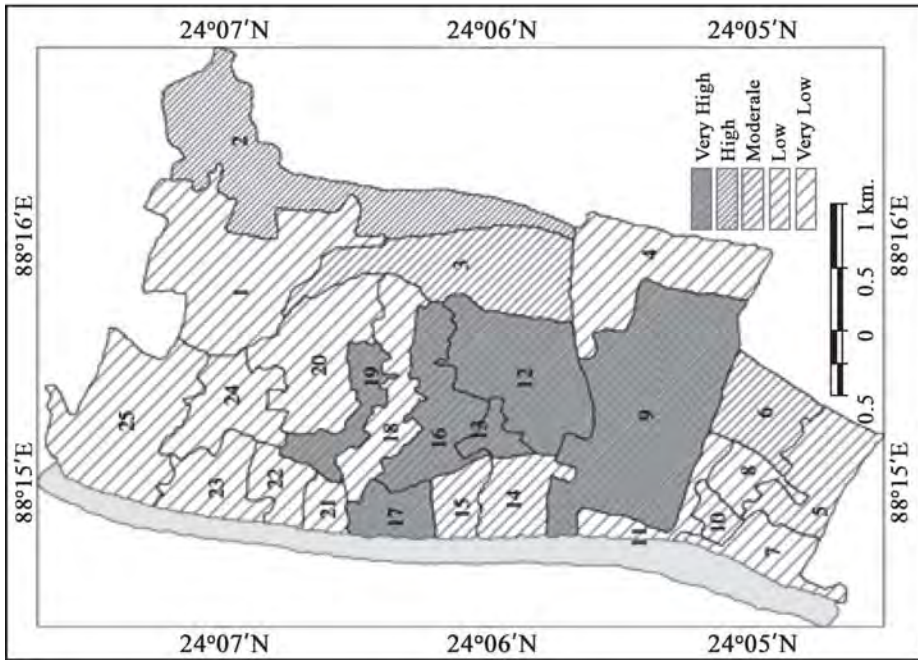 24°07′N 24°06′N 24°05′N
88°16′E
88°15′E
88°16′E
88°15′E
24°07′N 24°06′N 24°05′N
Very High
High
Moderale
Low
Very Low
0.5 0 0.5 1 km.
1
2
3
4
5
6
7
8
9
10
11
12
13
14
15
16
17
18
19
20
21
22
23
24
25